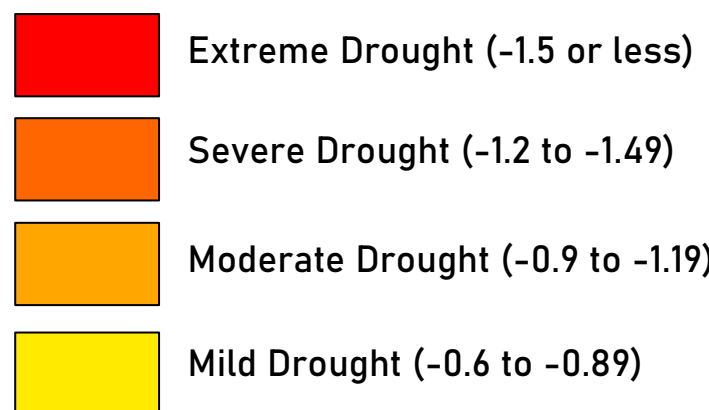 Extreme Drought (-1.5 or less)
Severe Drought (-1.2 to -1.49)
Moderate Drought (-0.9 to -1.19)
Mild Drought (-0.6 to -0.89)